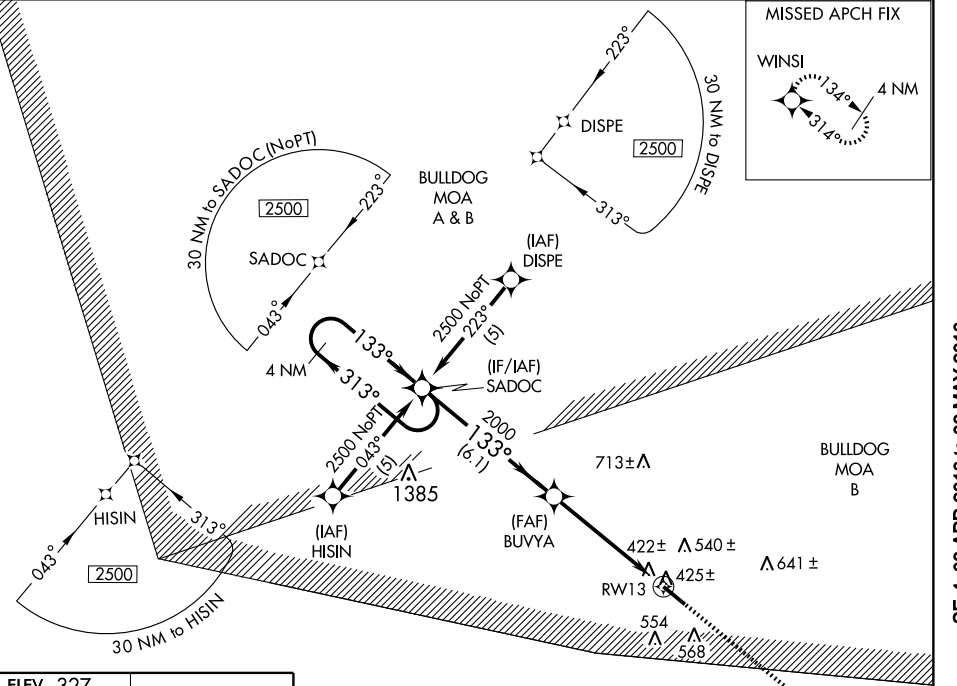 MISSED APCH FIX
WINSI
134°
4 NM
314°
223°
DISPE
2500
30 NM to DISPE
313°
30 NM to SADOC (NoPT)
2500
223°
SADOC
043°
BULLDOG
MOA
A & B
(IAF)
DISPE
2500 NoPT
223°
(5)
133°
4 NM
313°
(IF/IAF)
SADOC
2500 NoPT
043°
(5)
2000
133°
(6.1)
1385
713±
BULLDOG
MOA
B
(IAF)
HISIN
(FAF)
BUVYA
HISIN
313°
043°
2500
30 NM to HISIN
422±
540 ±
425±
641 ±
RW13
554
568
ELEV 327